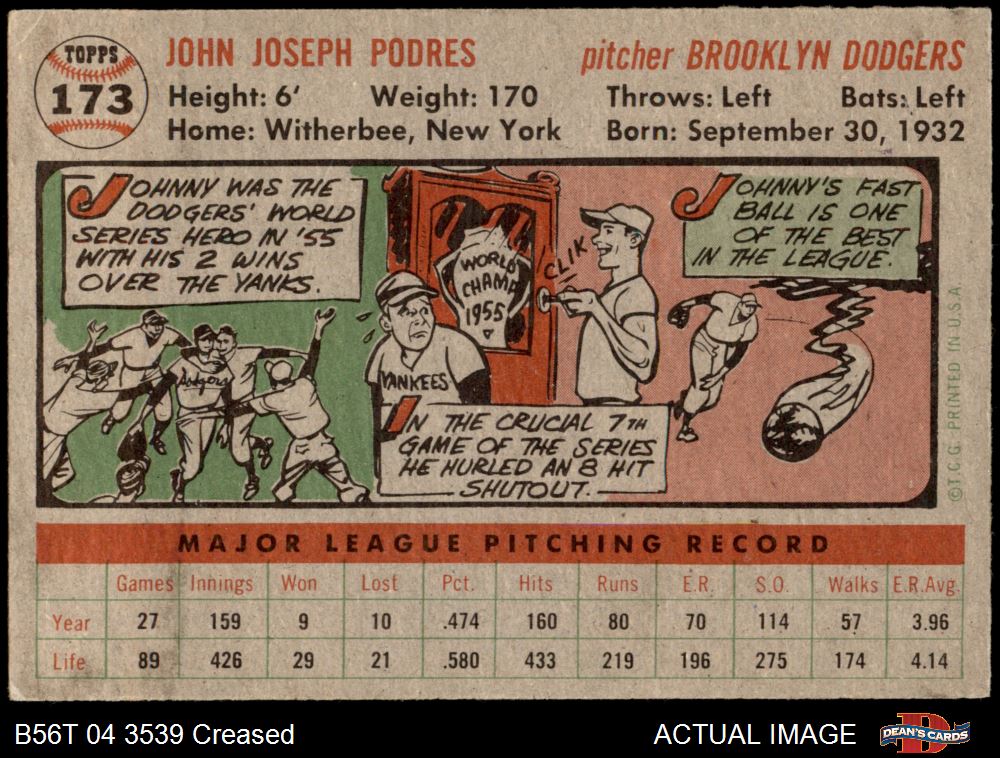 TOPPS
173
JOHN JOSEPH PODRES
pitcher BROOKLYN DODGERS
Height: 6' Weight: 170 Throws: Left Bats: Left
Home: Witherbee, New York Born: September 30, 1932
JOHNNY WAS THE
DODGERS' WORLD
SERIES HERO IN '55
WITH HIS 2 WINS
OVER THE YANKS.
Dodgers
WORLD
CHAMP
1955
CLIK
YANKEES
IN THE CRUCIAL 7TH
GAME OF THE SERIES
HE HURLED AN 8 HIT
SHUTOUT.
JOHNNY'S FAST
BALL IS ONE
OF THE BEST
IN THE LEAGUE.
© T.C.G. PRINTED IN U.S.A.
MAJOR LEAGUE PITCHING RECORD
Games Innings Won Lost Pct. Hits Runs E.R. S.O. Walks E.R.Avg.
Year 27 159 9 10 .474 160 80 70 114 57 3.96
Life 89 426 29 21 .580 433 219 196 275 174 4.14
B56T 04 3539 Creased
ACTUAL IMAGE
D
DEAN'S CARDS